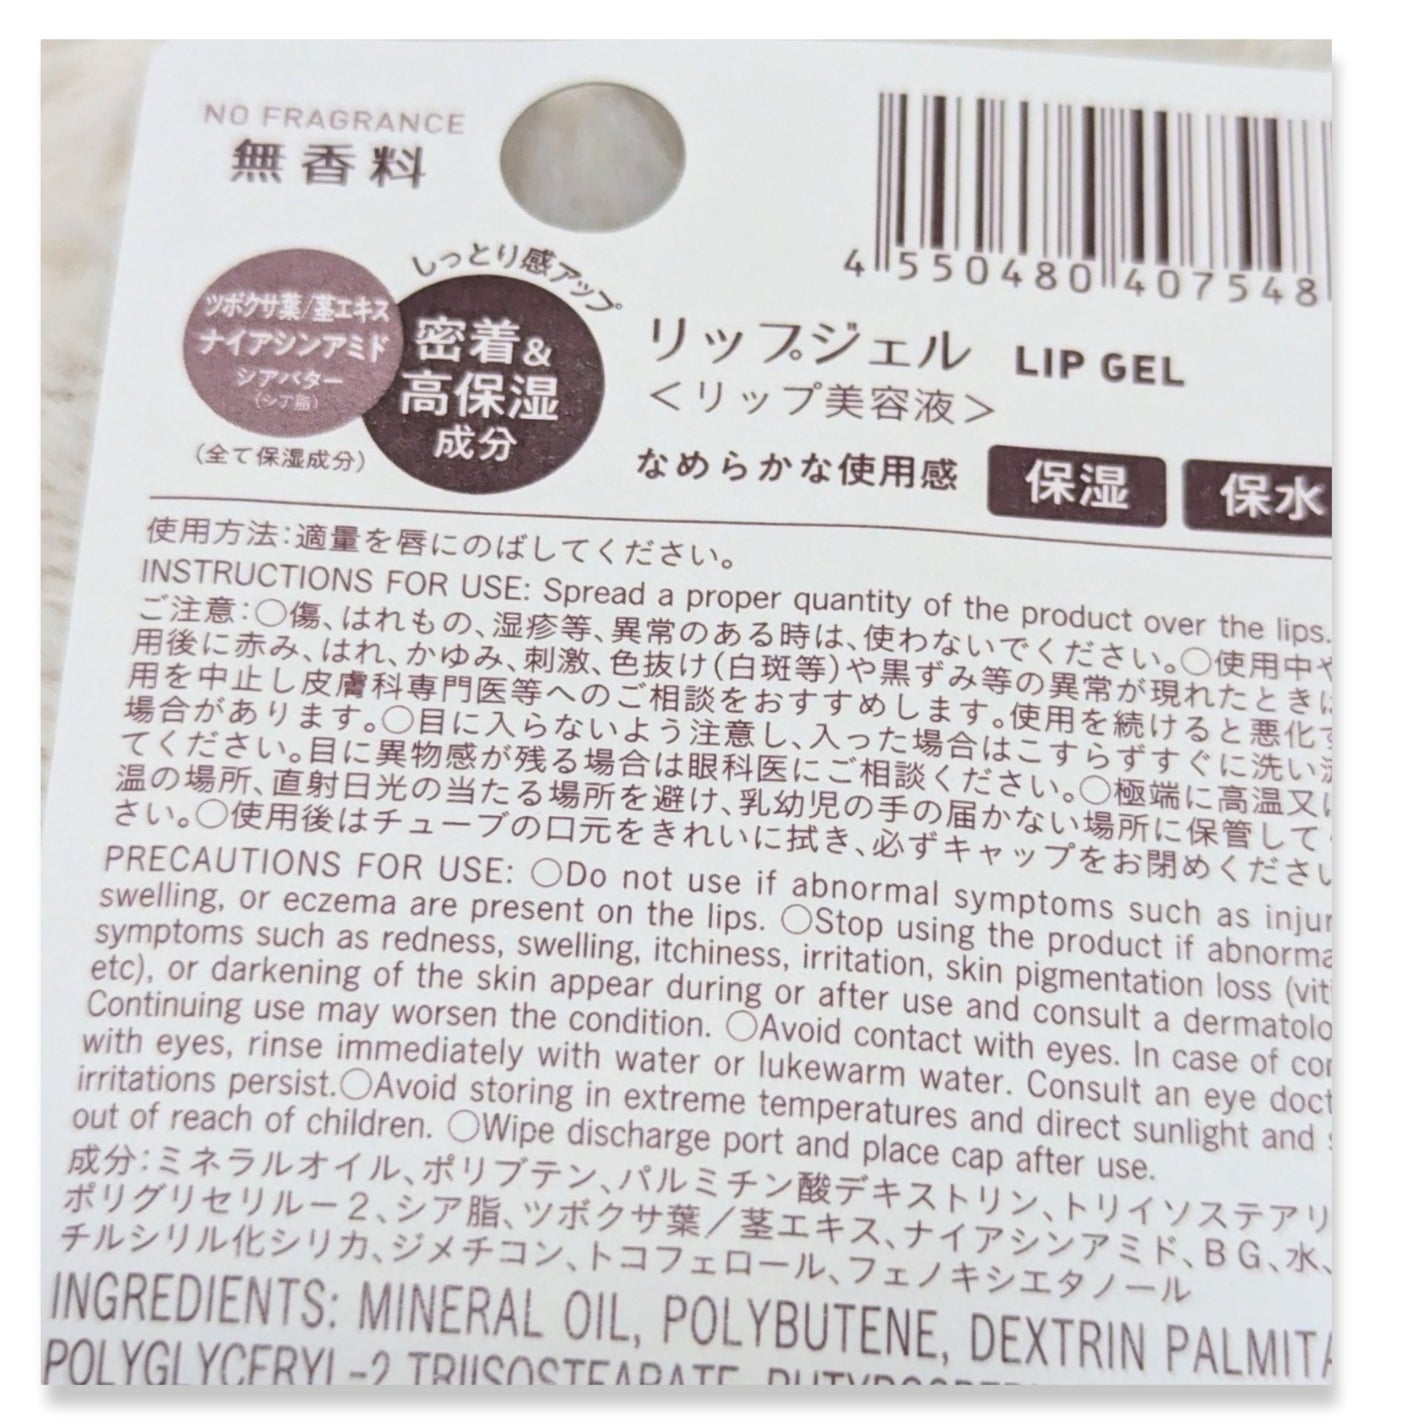 NO FRAGRANCE
無香料
4 550480 407548
しっとり感アップ
ツボクサ葉/茎エキス
ナイアシンアミド
シアバター
(シア脂)
(全て保湿成分)
密着&
高保湿
成分
リップジェル LIP GEL
<リップ美容液>
なめらかな使用感 保湿 保水
使用方法:適量を唇にのばしてください。
INSTRUCTIONS FOR USE: Spread a proper quantity of the product over the lips.
ご注意:○傷、はれもの、湿疹等、異常のある時は、使わないでください。○使用中や
用後に赤み、はれ、かゆみ、刺激、色抜け(白斑等)や黒ずみ等の異常が現れたときは
用を中止し皮膚科専門医等へのご相談をおすすめします。使用を続けると悪化す
場合があります。○目に入らないよう注意し、入った場合はこすらずすぐに洗い流
てください。目に異物感が残る場合は眼科医にご相談ください。○極端に高温又は
温の場所、直射日光の当たる場所を避け、乳幼児の手の届かない場所に保管して
さい。○使用後はチューブの口元をきれいに拭き、必ずキャップをお閉めください
PRECAUTIONS FOR USE: ○Do not use if abnormal symptoms such as injur
swelling, or eczema are present on the lips. ○Stop using the product if abnorma
symptoms such as redness, swelling, itchiness, irritation, skin pigmentation loss (vit
etc), or darkening of the skin appear during or after use and consult a dermatolo
Continuing use may worsen the condition. ○Avoid contact with eyes. In case of con
with eyes, rinse immediately with water or lukewarm water. Consult an eye doct
irritations persist.○Avoid storing in extreme temperatures and direct sunlight and
out of reach of children. ○Wipe discharge port and place cap after use.
成分:ミネラルオイル、ポリブテン、パルミチン酸デキストリン、トリイソステアリ
ポリグリセリル－2、シア脂、ツボクサ葉／茎エキス、ナイアシンアミド、BG、水、
チルシリル化シリカ、ジメチコン、トコフェロール、フェノキシエタノール
INGREDIENTS: MINERAL OIL, POLYBUTENE, DEXTRIN PALMITA
POLYGLYCERYL-2 TRIISOSTEARATE,